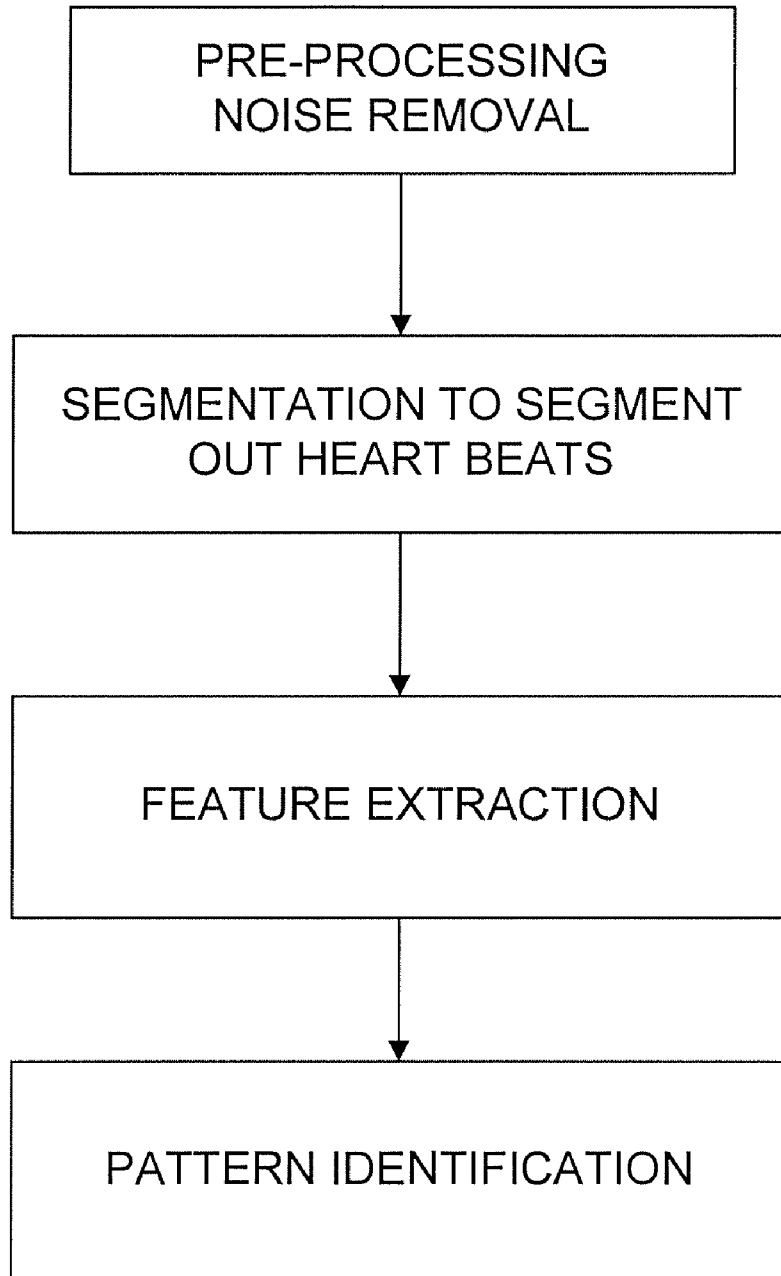 PRE-PROCESSING
NOISE REMOVAL
SEGMENTATION TO SEGMENT
OUT HEART BEATS
FEATURE EXTRACTION
PATTERN IDENTIFICATION